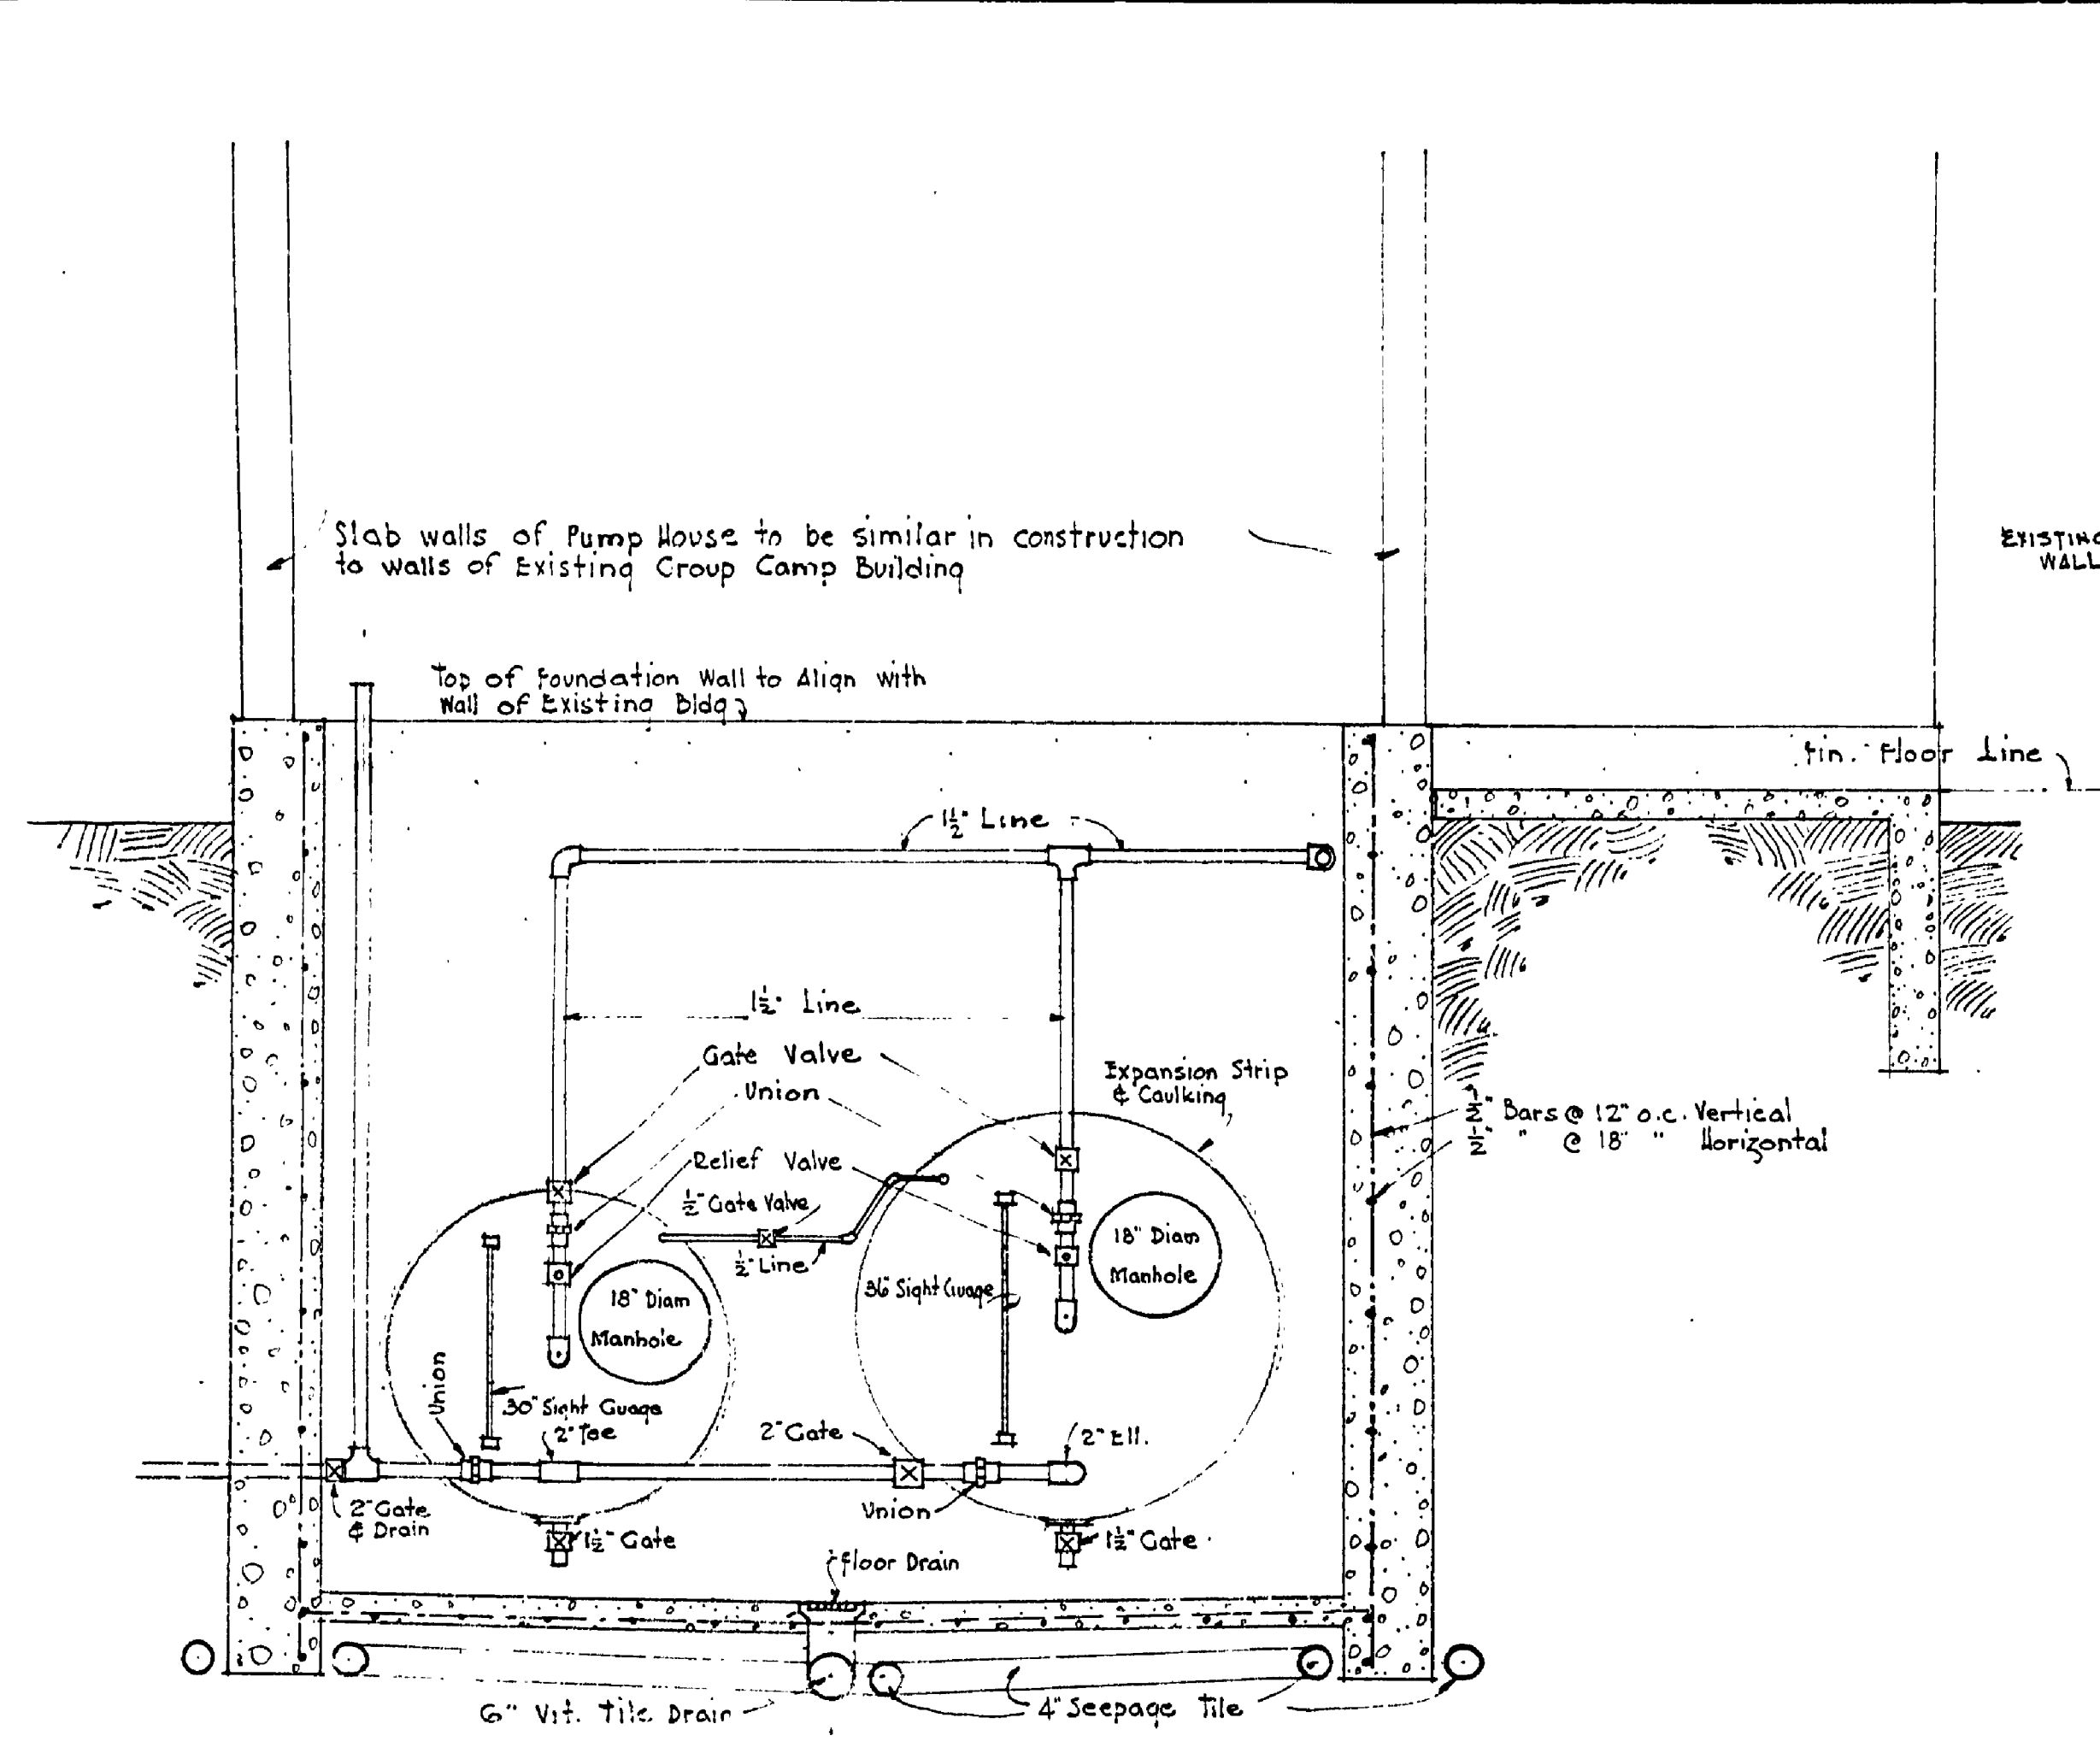 Slab walls of Pump House to be similar in construction
to walls of Existing Croup Camp Building
EXISTING
WALL
Top of Foundation Wall to Align with
Wall of Existing Bldg
Fin. Floor Line
1½" Line
1½" Line
Gate Valve
Union
Expansion Strip
& Caulking
½" Bars @ 12" o.c. Vertical
½" " @ 18" " Horizontal
Relief Valve
½" Gate Valve
½" Line
18" Diam
Manhole
36" Sight Guage
18" Diam
Manhole
Union
30" Sight Guage
2" Tee
2" Gate
2" Ell.
2" Gate
& Drain
Union
1½" Gate
1½" Gate
Floor Drain
6" Vit. Tile Drain
4" Seepage Tile